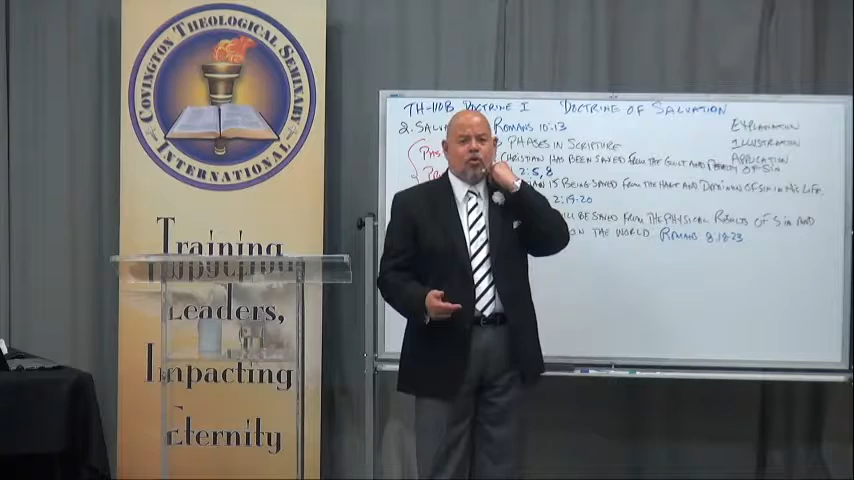 COVINGTON THEOLOGICAL SEMINARY
INTERNATIONAL
Training
Leaders,
Impacting
Eternity
TH-110B DOCTRINE I DOCTRINE OF SALVATION
2. SALV ROMANS 10:13
PHASES IN SCRIPTURE
CHRISTIAN HAS BEEN SAVED FROM THE GUILT AND PENALTY OF SIN
2:5,8
IS BEING SAVED FROM THE HABIT AND DOMINION OF SIN IN HIS LIFE.
2:19-20
ILL BE SAVED FROM THE PHYSICAL RESULTS OF SIN AND
ON THE WORLD ROMANS 8:18-23
EXPLANATION
ILLUSTRATION
APPLICATION